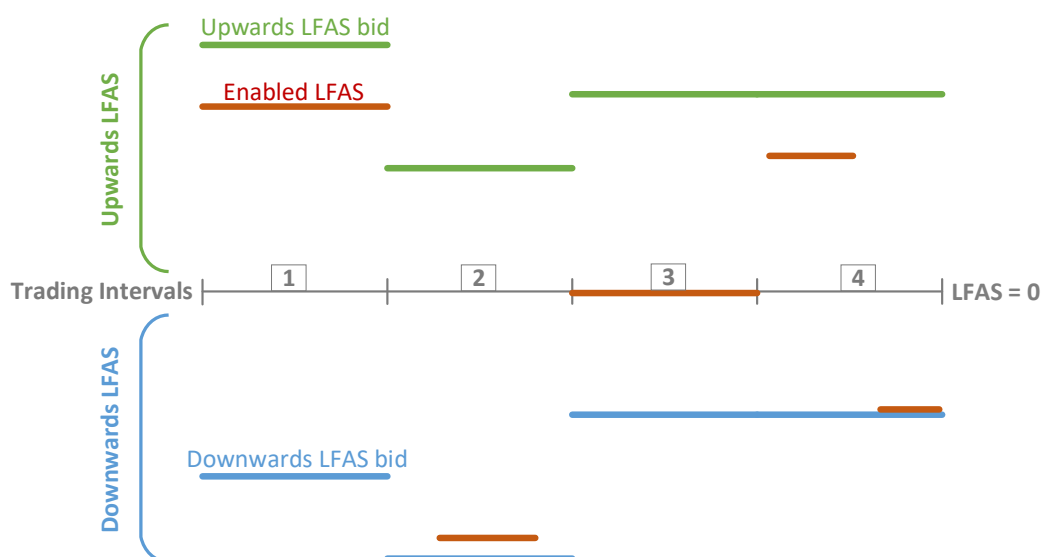 Upwards LFAS bid
Enabled LFAS
Upwards LFAS
Trading Intervals
1
2
3
4
LFAS = 0
Downwards LFAS
Downwards LFAS bid